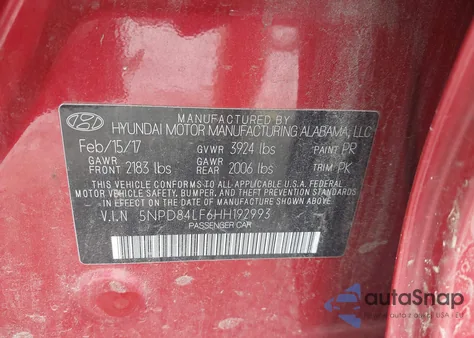 MANUFACTURED BY
HYUNDAI MOTOR MANUFACTURING ALABAMA, LLC
Feb/15/17 GVWR 3924 lbs PAINT PR
GAWR FRONT 2183 lbs GAWR REAR 2006 lbs TRIM PK
THIS VEHICLE CONFORMS TO ALL APPLICABLE U.S. FEDERAL
MOTOR VEHICLE SAFETY, BUMPER, AND THEFT PREVENTION STANDARDS
IN EFFECT ON THE DATE OF MANUFACTURE SHOWN ABOVE.
V.I.N 5NPD84LF6HH192993
PASSENGER CAR
autoSnap